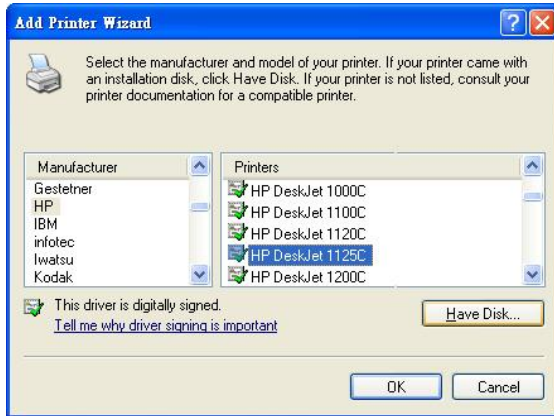 Add Printer Wizard
Select the manufacturer and model of your printer. If your printer came with
an installation disk, click Have Disk. If your printer is not listed, consult your
printer documentation for a compatible printer.
Manufacturer
Gestetner
HP
IBM
infotec
Iwatsu
Kodak
Printers
HP DeskJet 1000C
HP DeskJet 1100C
HP DeskJet 1120C
HP DeskJet 1125C
HP DeskJet 1200C
This driver is digitally signed.
Tell me why driver signing is important
Have Disk...
OK
Cancel